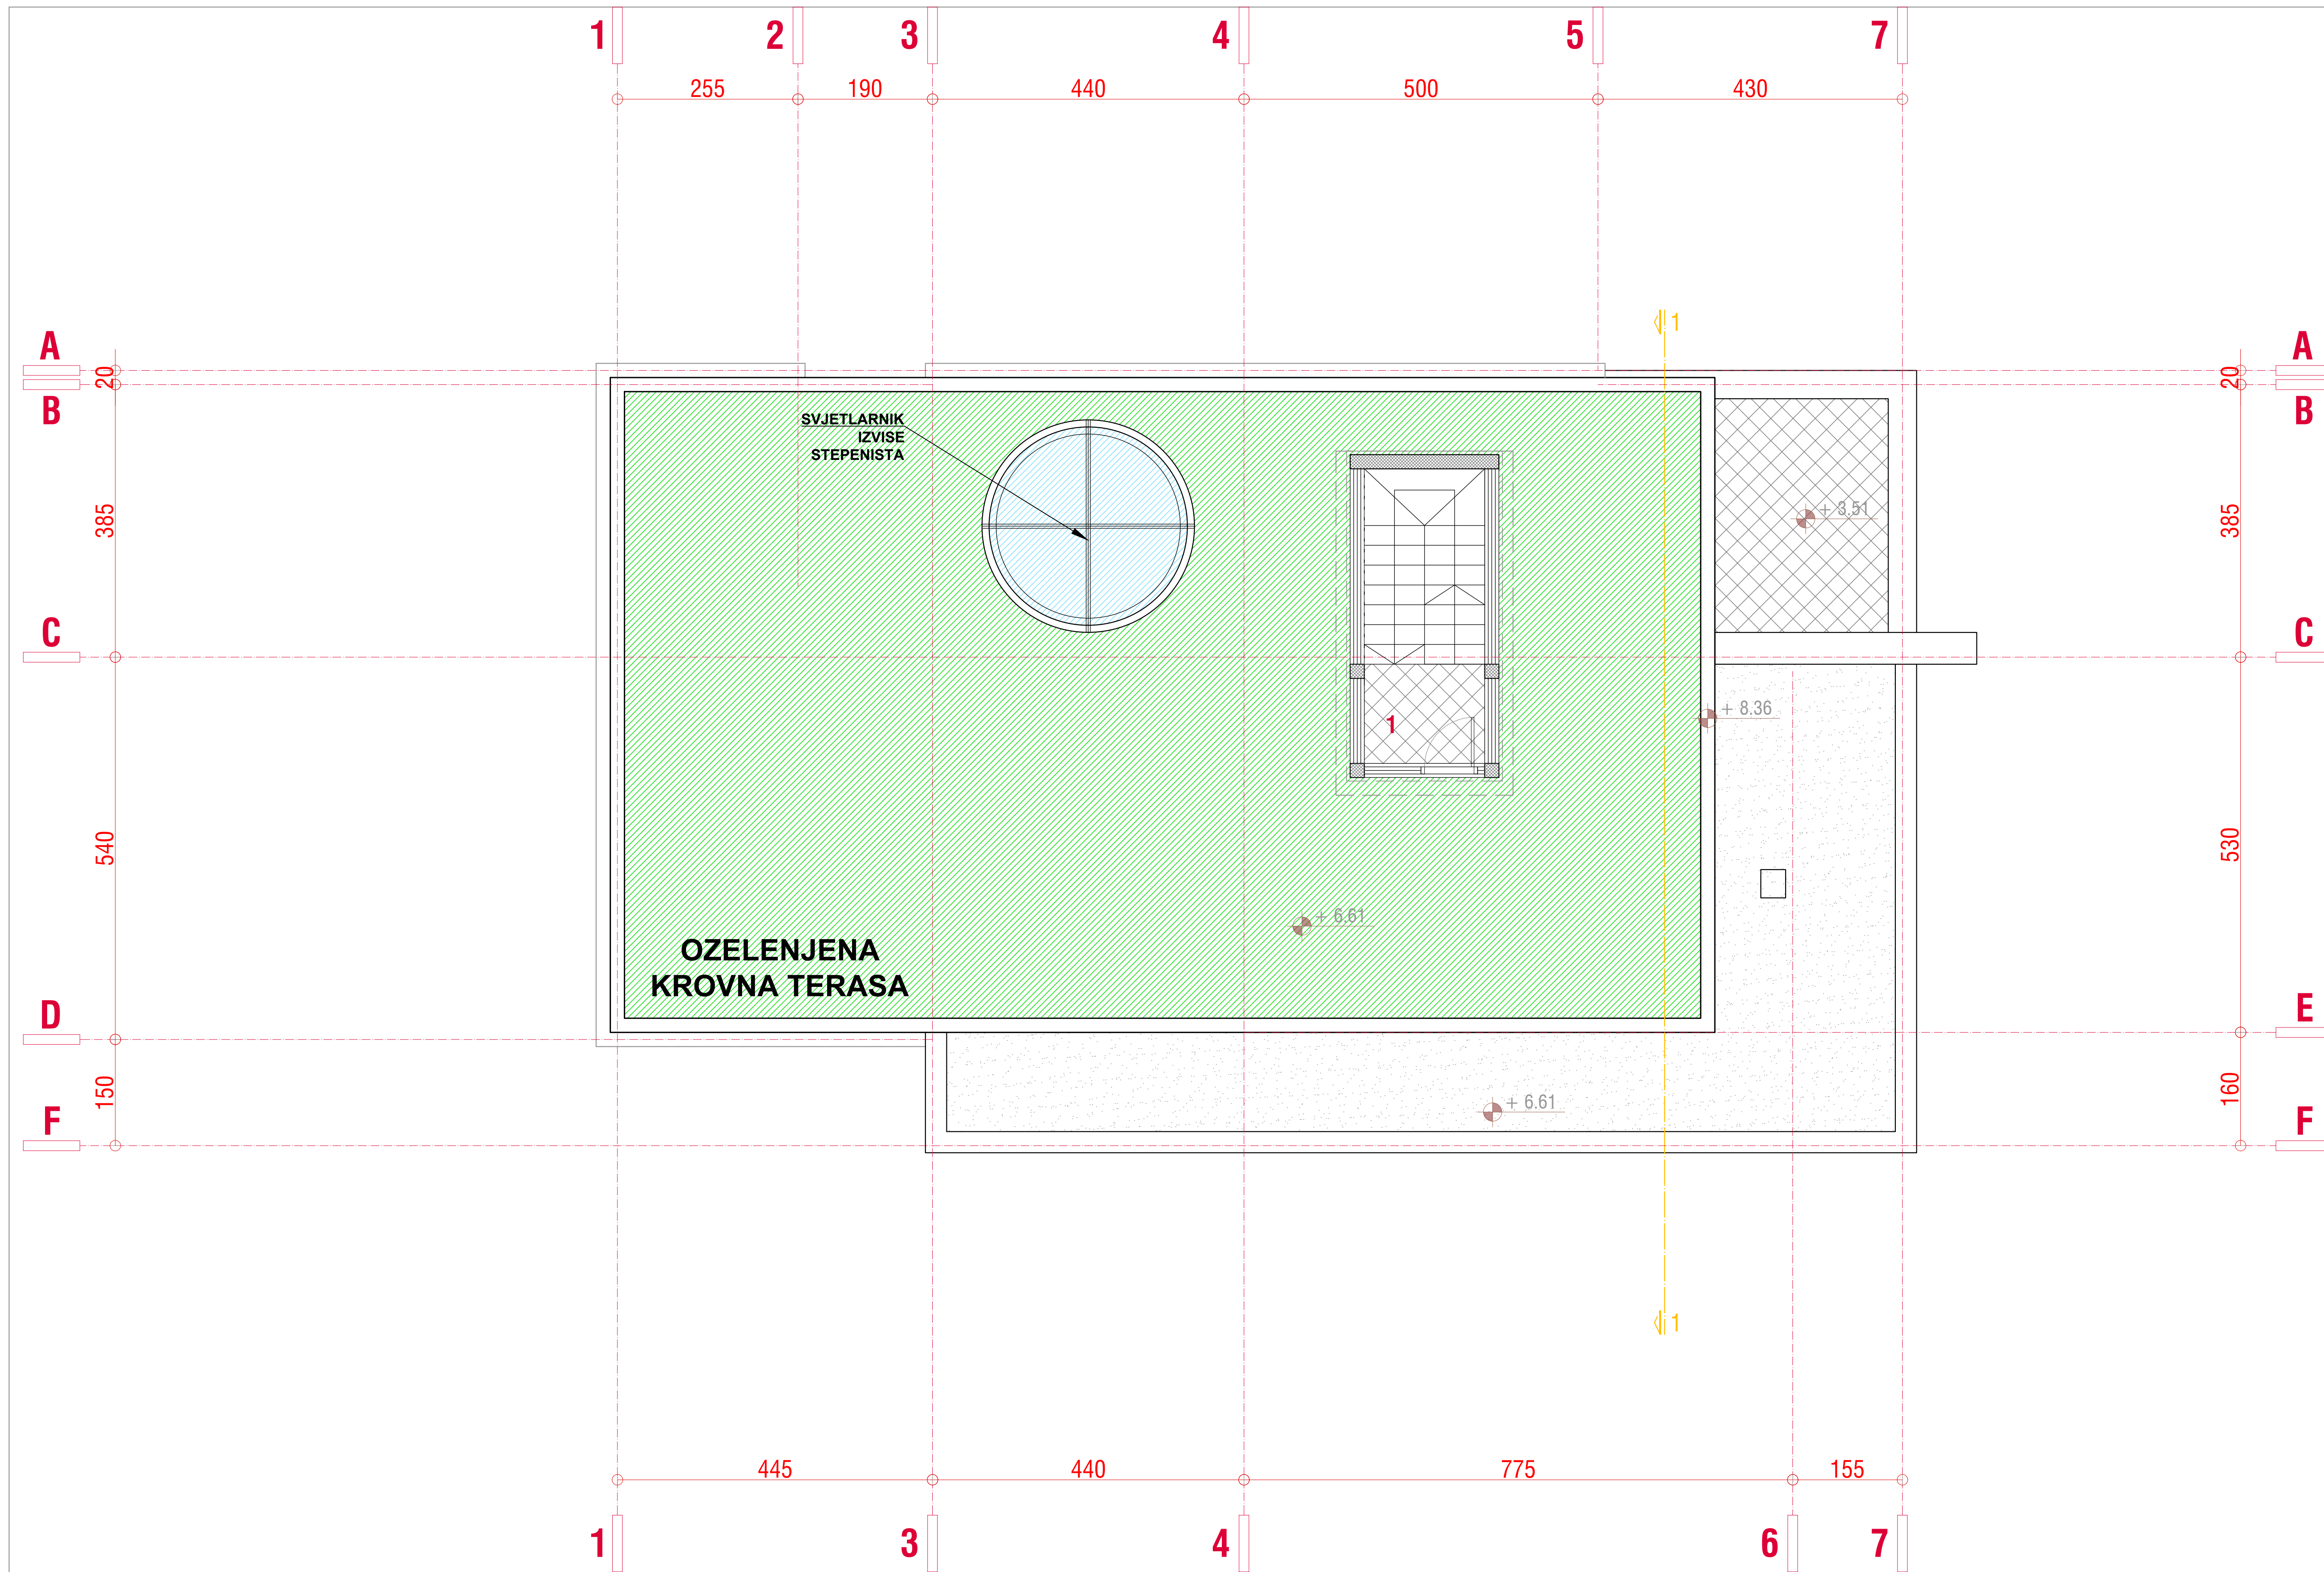 1 2 3 4 5 7
255 190 440 500 430
1
A A
20 20
B B
SVJETLARNIK
IZVISE
STEPENISTA
385 + 3.51 385
C C
+ 8.36
1
540 530
+ 6.61
OZELENJENA
KROVNA TERASA
D E
150 + 6.61 160
F F
1
445 440 775 155
1 3 4 6 7